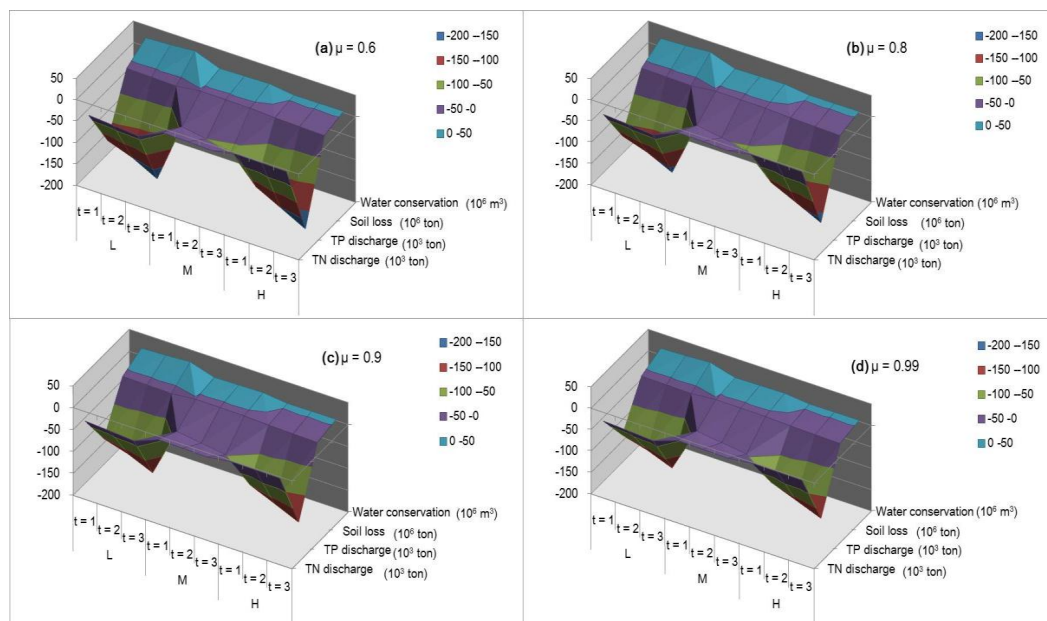 (a) μ = 0.6
-200 --150
-150 --100
-100 --50
-50 -0
0 -50
50
0
-50
-100
-150
-200
t = 1
t = 2
t = 3
t = 1
t = 2
t = 3
t = 1
t = 2
t = 3
L
M
H
Water conservation (10⁶ m³)
Soil loss (10⁶ ton)
TP discharge (10³ ton)
TN discharge (10³ ton)
(b) μ = 0.8
-200 --150
-150 --100
-100 --50
-50 -0
0 -50
50
0
-50
-100
-150
-200
t = 1
t = 2
t = 3
t = 1
t = 2
t = 3
t = 1
t = 2
t = 3
L
M
H
Water conservation (10⁶ m³)
Soil loss (10⁶ ton)
TP discharge (10³ ton)
TN discharge (10³ ton)
(c) μ = 0.9
-200 --150
-150 --100
-100 --50
-50 -0
0 -50
50
0
-50
-100
-150
-200
t = 1
t = 2
t = 3
t = 1
t = 2
t = 3
t = 1
t = 2
t = 3
L
M
H
Water conservation (10⁶ m³)
Soil loss (10⁶ ton)
TP discharge (10³ ton)
TN discharge (10³ ton)
(d) μ = 0.99
-200 --150
-150 --100
-100 --50
-50 -0
0 -50
50
0
-50
-100
-150
-200
t = 1
t = 2
t = 3
t = 1
t = 2
t = 3
t = 1
t = 2
t = 3
L
M
H
Water conservation (10⁶ m³)
Soil loss (10⁶ ton)
TP discharge (10³ ton)
TN discharge (10³ ton)